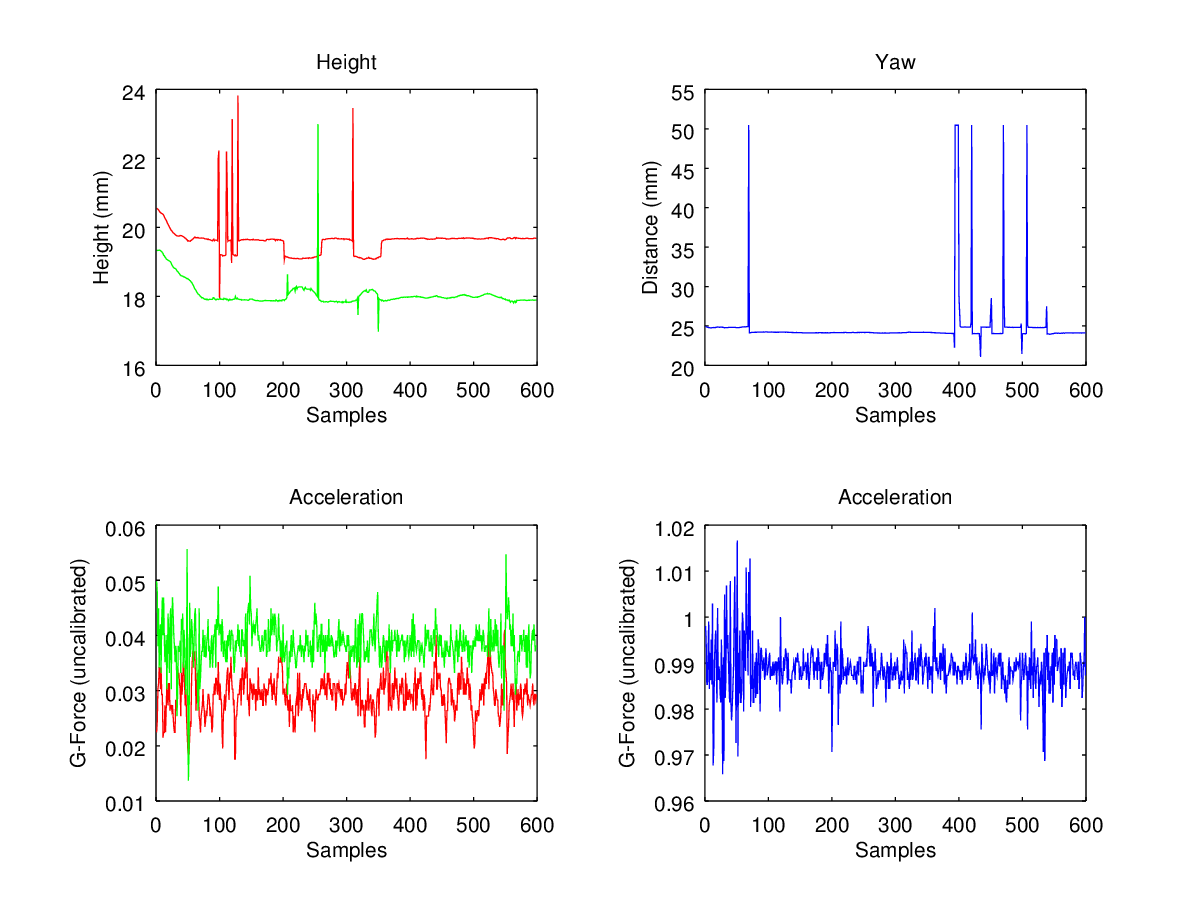 Height
Height (mm)
24
22
20
18
16
0 100 200 300 400 500 600
Samples
Yaw
Distance (mm)
55
50
45
40
35
30
25
20
0 100 200 300 400 500 600
Samples
Acceleration
G-Force (uncalibrated)
0.06
0.05
0.04
0.03
0.02
0.01
0 100 200 300 400 500 600
Samples
Acceleration
G-Force (uncalibrated)
1.02
1.01
1
0.99
0.98
0.97
0.96
0 100 200 300 400 500 600
Samples